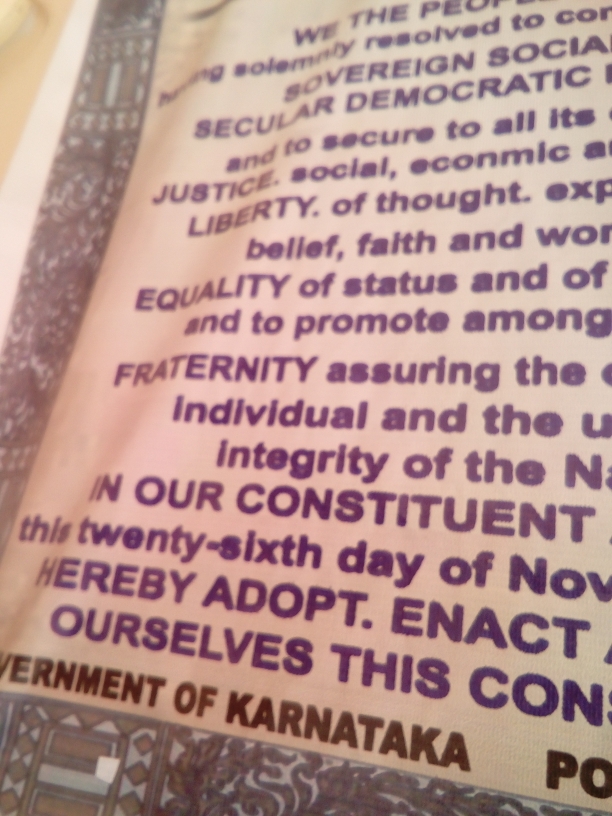 WE THE PEOPL
having solemnly resolved to con
SOVEREIGN SOCIAL
SECULAR DEMOCRATIC
and to secure to all its
JUSTICE. social, econmic a
LIBERTY. of thought. exp
belief, faith and wor
EQUALITY of status and of
and to promote among
FRATERNITY assuring the
individual and the u
integrity of the Na
IN OUR CONSTITUENT
this twenty-sixth day of Nov
HEREBY ADOPT. ENACT
OURSELVES THIS CONS
VERNMENT OF KARNATAKA PO